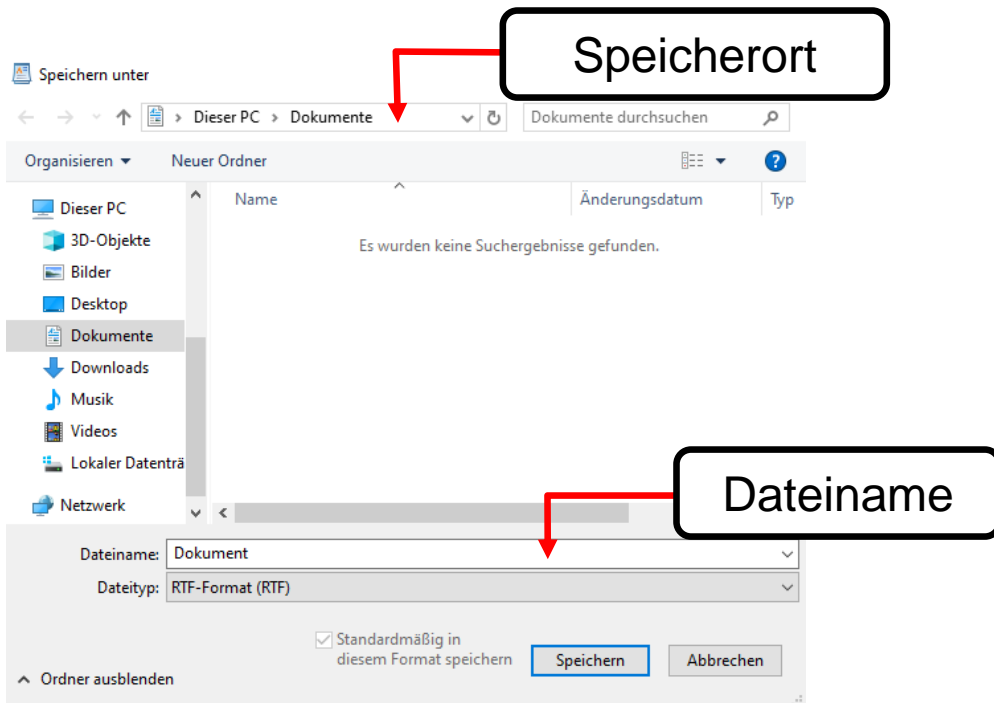 Speicherort
Speichern unter
Dieser PC > Dokumente
Dokumente durchsuchen
Organisieren
Neuer Ordner
?
Name
Änderungsdatum
Typ
Dieser PC
3D-Objekte
Es wurden keine Suchergebnisse gefunden.
Bilder
Desktop
Dokumente
Downloads
Musik
Videos
Lokaler Datenträ
Netzwerk
Dateiname
Dateiname: Dokument
Dateityp: RTF-Format (RTF)
Standardmäßig in
diesem Format speichern
Speichern
Abbrechen
Ordner ausblenden